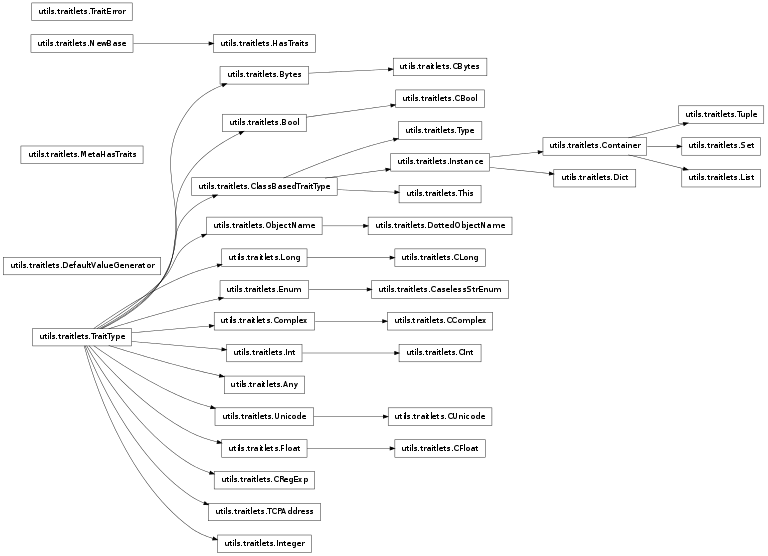 utils.traitlets.TraitError
utils.traitlets.NewBase
utils.traitlets.HasTraits
utils.traitlets.Bytes
utils.traitlets.CBytes
utils.traitlets.CBool
utils.traitlets.Bool
utils.traitlets.Type
utils.traitlets.Tuple
utils.traitlets.Container
utils.traitlets.Set
utils.traitlets.MetaHasTraits
utils.traitlets.Instance
utils.traitlets.Dict
utils.traitlets.List
utils.traitlets.ClassBasedTraitType
utils.traitlets.This
utils.traitlets.ObjectName
utils.traitlets.DottedObjectName
utils.traitlets.Long
utils.traitlets.CLong
utils.traitlets.DefaultValueGenerator
utils.traitlets.Enum
utils.traitlets.CaselessStrEnum
utils.traitlets.Complex
utils.traitlets.CComplex
utils.traitlets.TraitType
utils.traitlets.Int
utils.traitlets.CInt
utils.traitlets.Any
utils.traitlets.Unicode
utils.traitlets.CUnicode
utils.traitlets.Float
utils.traitlets.CFloat
utils.traitlets.CRegExp
utils.traitlets.TCPAddress
utils.traitlets.Integer